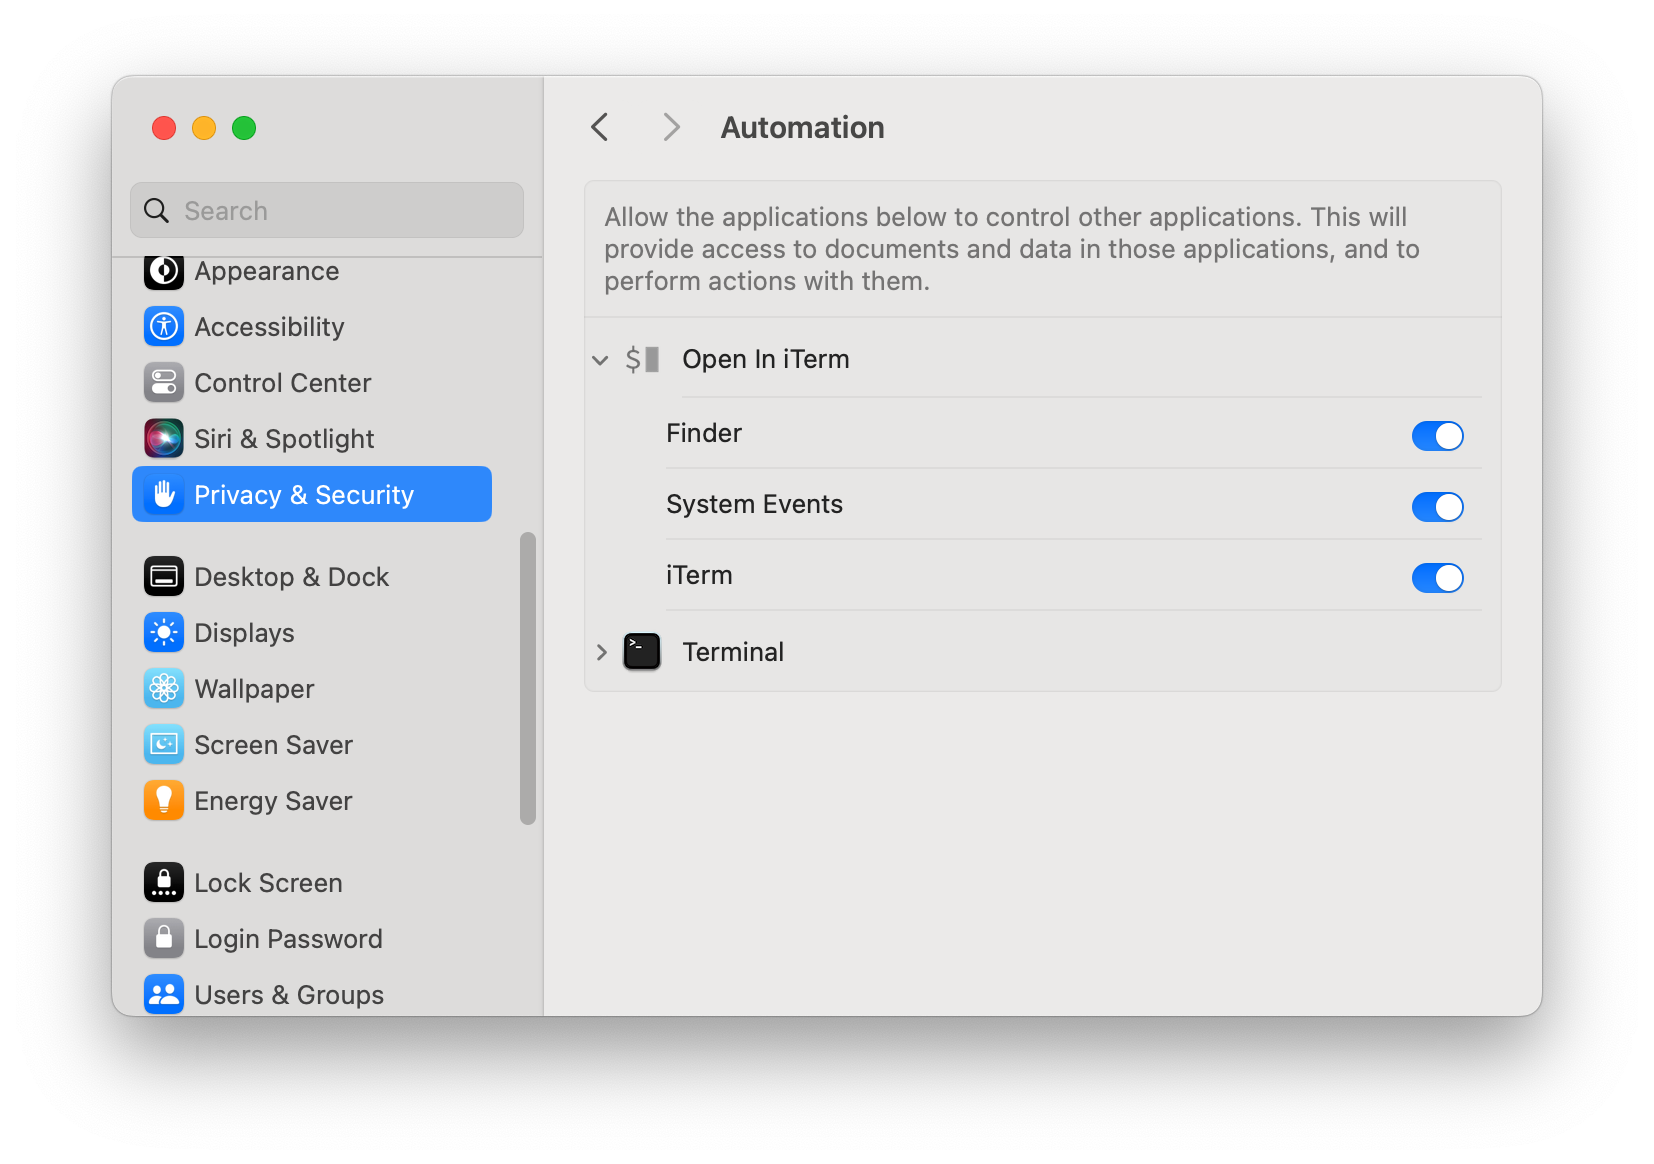 Search
Appearance
Accessibility
Control Center
Siri & Spotlight
Privacy & Security
Desktop & Dock
Displays
Wallpaper
Screen Saver
Energy Saver
Lock Screen
Login Password
Users & Groups
Automation
Allow the applications below to control other applications. This will
provide access to documents and data in those applications, and to
perform actions with them.
$ Open In iTerm
Finder
System Events
iTerm
>_ Terminal